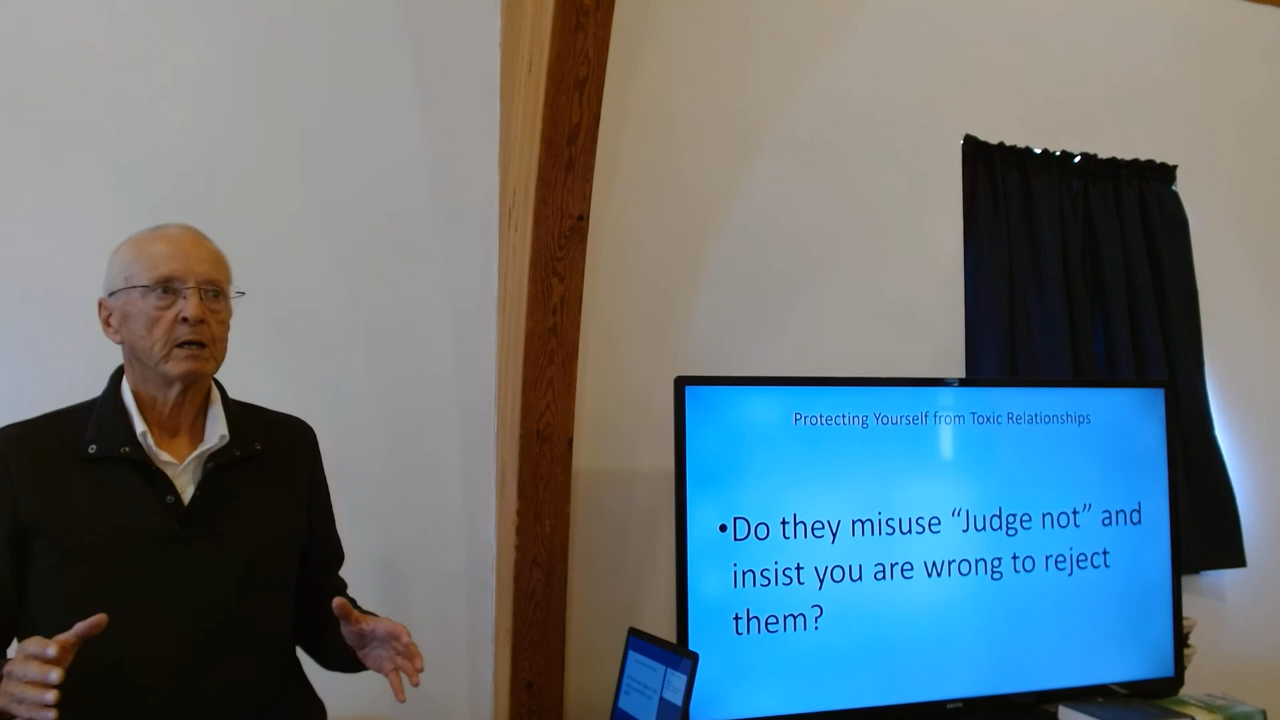 Protecting Yourself from Toxic Relationships
•Do they misuse “Judge not” and
insist you are wrong to reject
them?